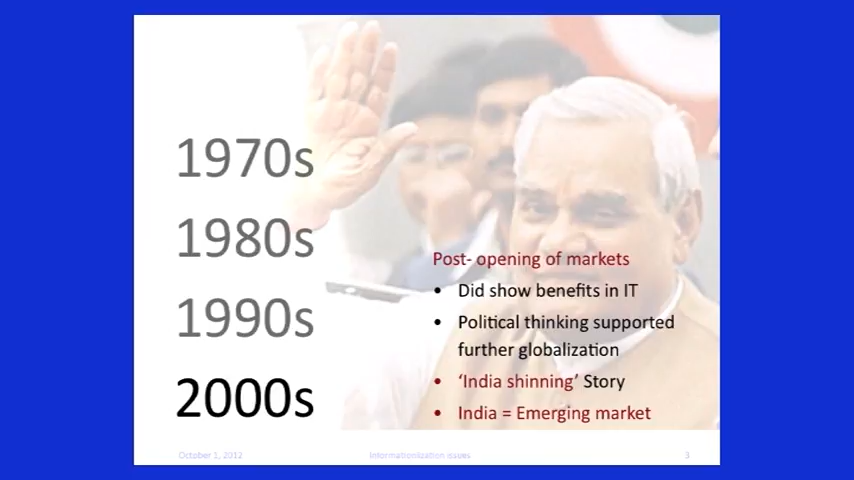 1970s
1980s
1990s
2000s
Post- opening of markets
• Did show benefits in IT
• Political thinking supported
further globalization
• ‘India shinning’ Story
• India = Emerging market
October 1, 2012
Informationlization issues
3